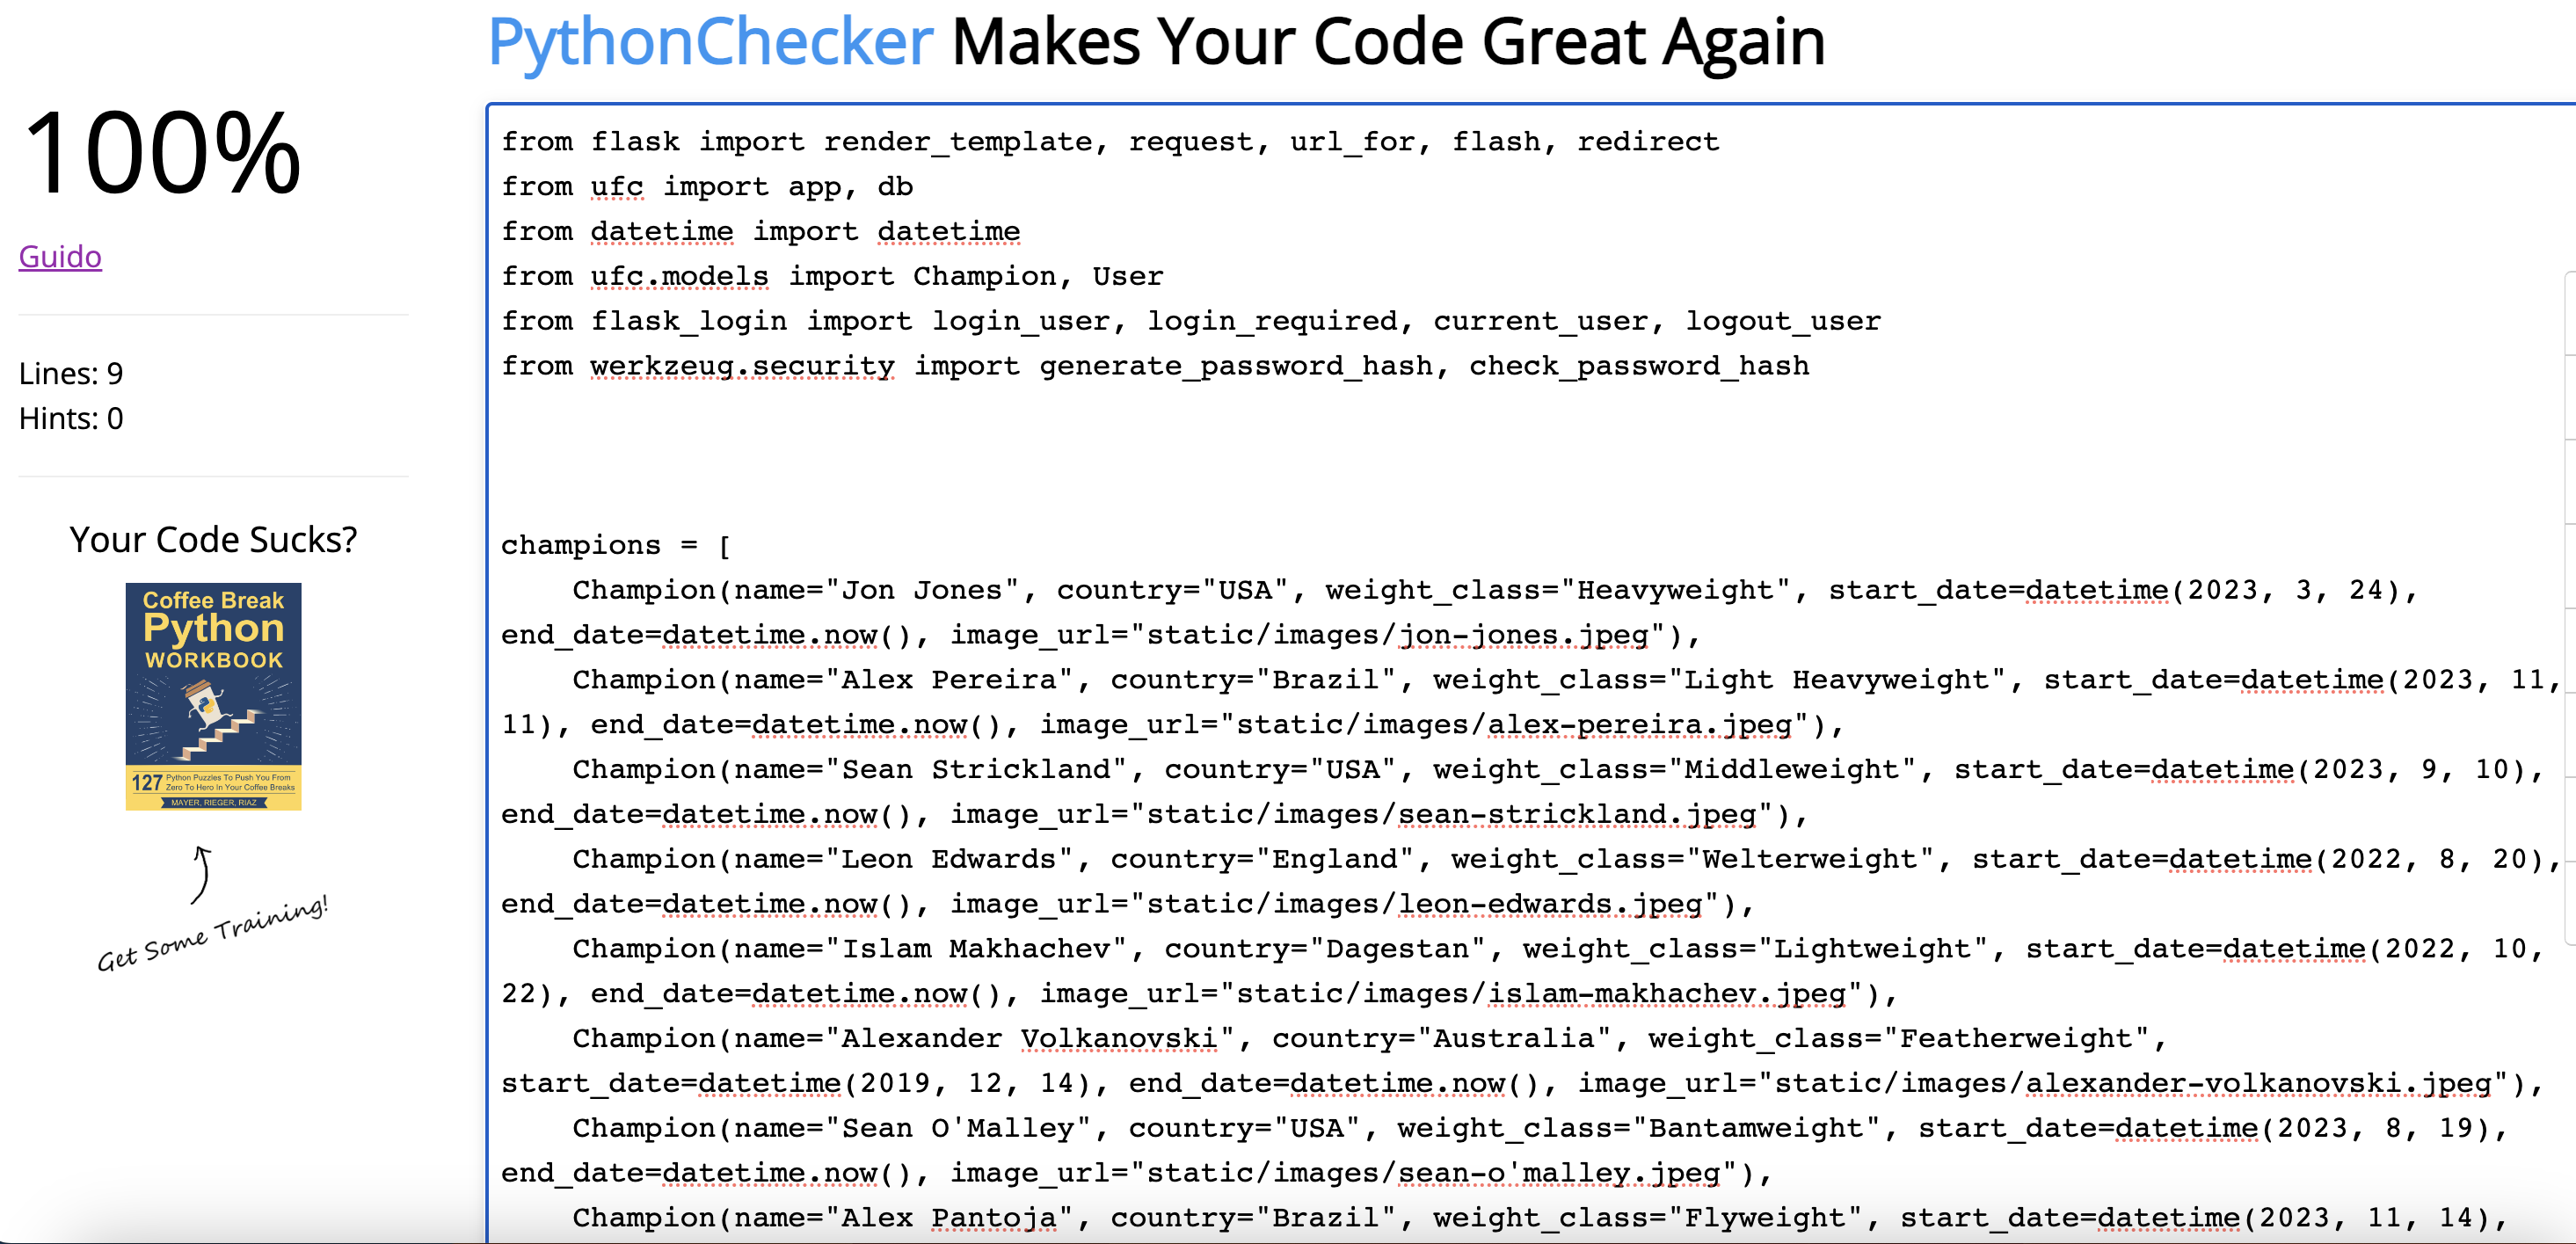 PythonChecker Makes Your Code Great Again
100%
Guido
Lines: 9
Hints: 0
Your Code Sucks?
Coffee Break
Python
WORKBOOK
127 Python Puzzles To Push You From
Zero To Hero In Your Coffee Breaks
MAYER, RIEGER, RIAZ
Get Some Training!
from flask import render_template, request, url_for, flash, redirect
from ufc import app, db
from datetime import datetime
from ufc.models import Champion, User
from flask_login import login_user, login_required, current_user, logout_user
from werkzeug.security import generate_password_hash, check_password_hash
champions = [
    Champion(name="Jon Jones", country="USA", weight_class="Heavyweight", start_date=datetime(2023, 3, 24),
end_date=datetime.now(), image_url="static/images/jon-jones.jpeg"),
    Champion(name="Alex Pereira", country="Brazil", weight_class="Light Heavyweight", start_date=datetime(2023, 11,
11), end_date=datetime.now(), image_url="static/images/alex-pereira.jpeg"),
    Champion(name="Sean Strickland", country="USA", weight_class="Middleweight", start_date=datetime(2023, 9, 10),
end_date=datetime.now(), image_url="static/images/sean-strickland.jpeg"),
    Champion(name="Leon Edwards", country="England", weight_class="Welterweight", start_date=datetime(2022, 8, 20),
end_date=datetime.now(), image_url="static/images/leon-edwards.jpeg"),
    Champion(name="Islam Makhachev", country="Dagestan", weight_class="Lightweight", start_date=datetime(2022, 10,
22), end_date=datetime.now(), image_url="static/images/islam-makhachev.jpeg"),
    Champion(name="Alexander Volkanovski", country="Australia", weight_class="Featherweight",
start_date=datetime(2019, 12, 14), end_date=datetime.now(), image_url="static/images/alexander-volkanovski.jpeg"),
    Champion(name="Sean O'Malley", country="USA", weight_class="Bantamweight", start_date=datetime(2023, 8, 19),
end_date=datetime.now(), image_url="static/images/sean-o'malley.jpeg"),
    Champion(name="Alex Pantoja", country="Brazil", weight_class="Flyweight", start_date=datetime(2023, 11, 14),